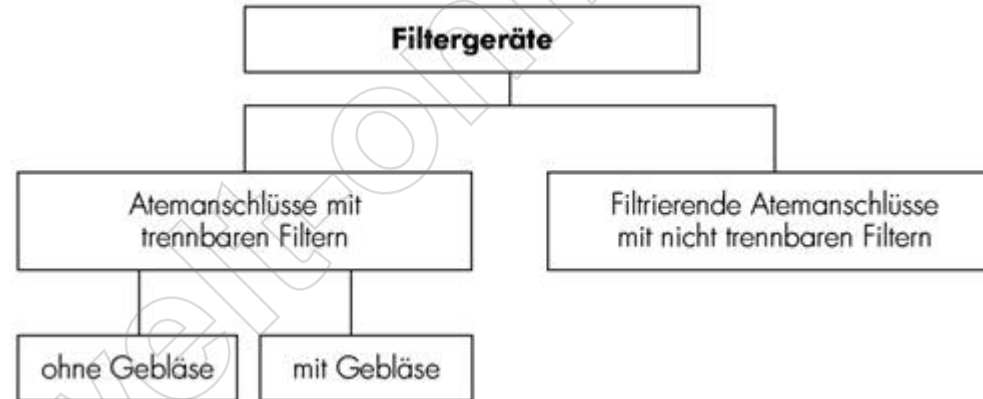 Filtergeräte
Atemanschlüsse mit
trennbaren Filtern
Filtrierende Atemanschlüsse
mit nicht trennbaren Filtern
ohne Gebläse
mit Gebläse